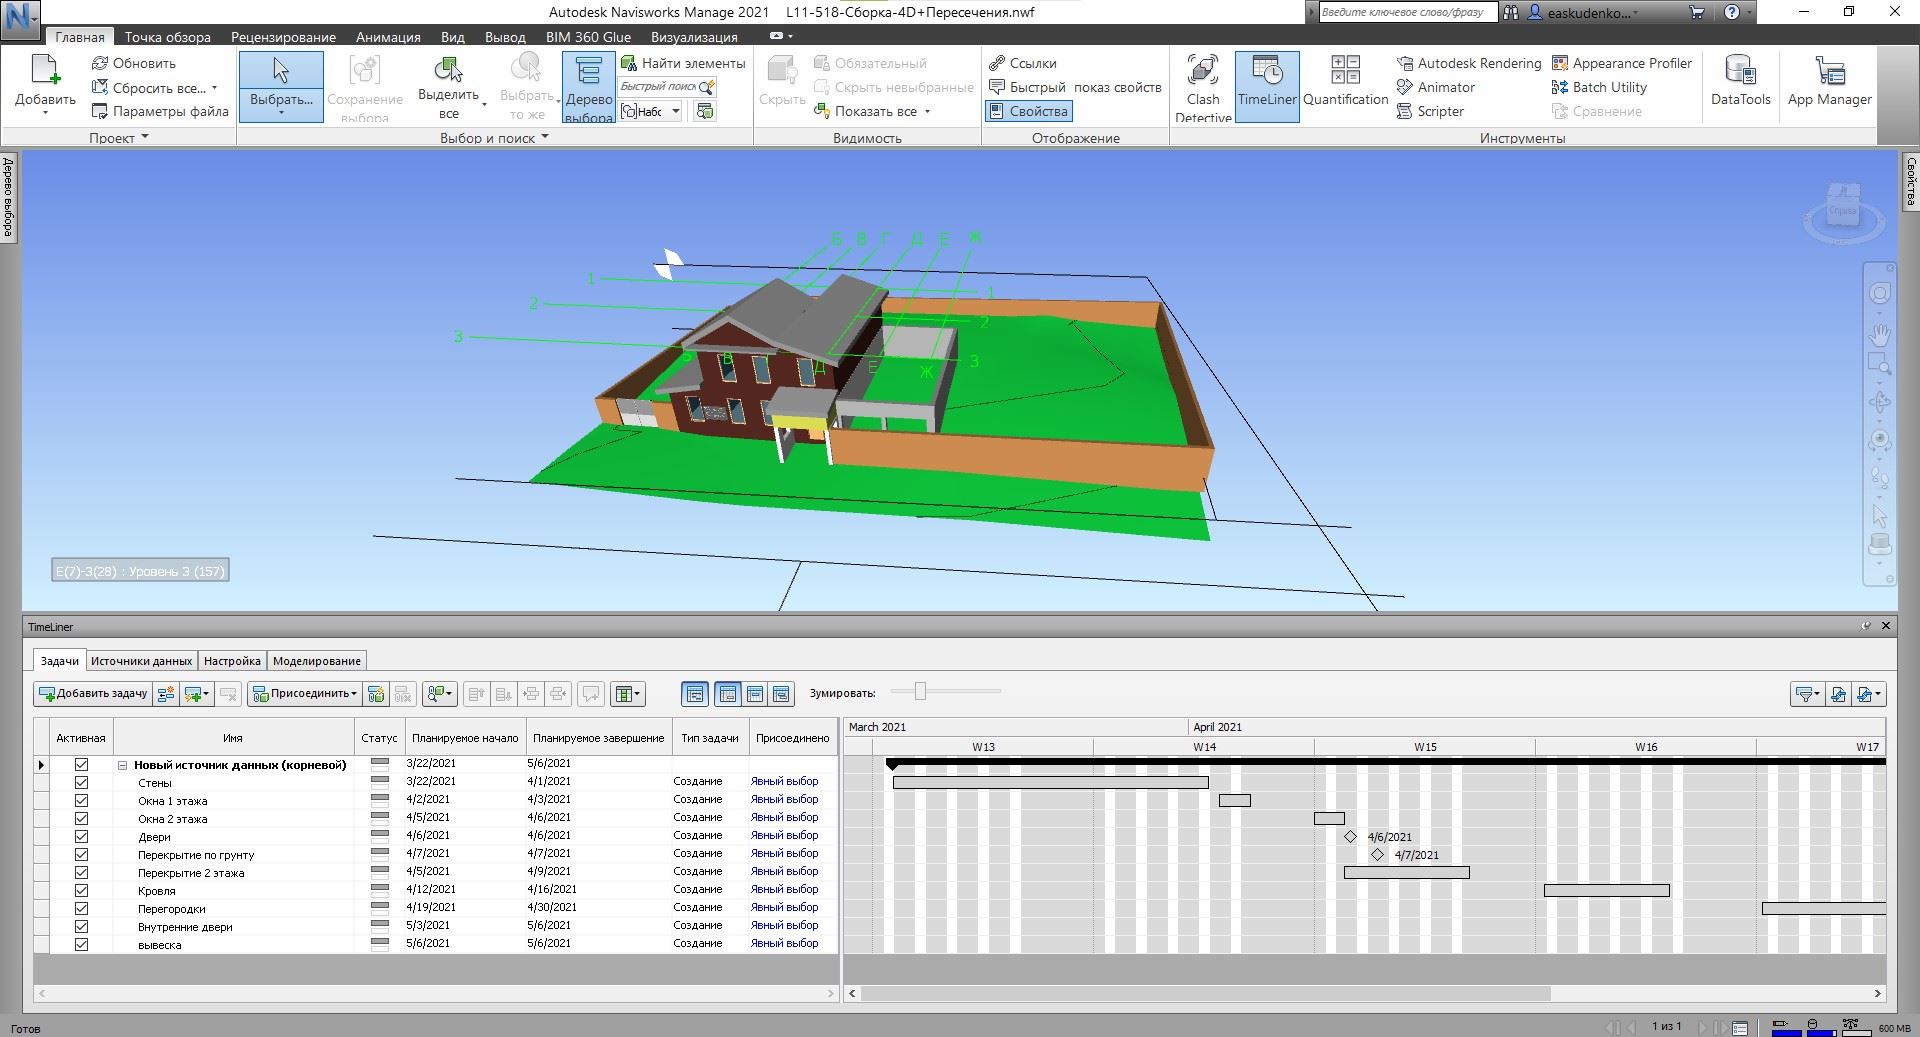 Autodesk Navisworks Manage 2021 L11-518-Сборка-4D+Пересечения.nwf
Введите ключевое слово/фразу
easkudenko...
Главная Точка обзора Рецензирование Анимация Вид Вывод BIM 360 Glue Визуализация
Добавить
Обновить
Сбросить все...
Параметры файла
Проект
Выбрать...
Сохранение выбора
Выделить все
Выбрать то же
Дерево выбора
Найти элементы
Быстрый поиск
Набс
Выбор и поиск
Скрыть
Обязательный
Скрыть невыбранные
Показать все
Видимость
Ссылки
Быстрый показ свойств
Свойства
Отображение
Clash Detective
TimeLiner
Quantification
Autodesk Rendering
Animator
Scripter
Appearance Profiler
Batch Utility
Сравнение
Инструменты
DataTools
App Manager
Дерево выбора
Свойства
Справа
Б В Г Д Е Ж
1 1
2 2
3 3
Б В Д Е Ж
Е(7)-3(28) : Уровень 3 (157)
TimeLiner
Задачи Источники данных Настройка Моделирование
Добавить задачу Присоединить Зумировать:
Активная Имя Статус Планируемое начало Планируемое завершение Тип задачи Присоединено
Новый источник данных (корневой) 3/22/2021 5/6/2021
Стены 3/22/2021 4/1/2021 Создание Явный выбор
Окна 1 этажа 4/2/2021 4/3/2021 Создание Явный выбор
Окна 2 этажа 4/5/2021 4/6/2021 Создание Явный выбор
Двери 4/6/2021 4/6/2021 Создание Явный выбор
Перекрытие по грунту 4/7/2021 4/7/2021 Создание Явный выбор
Перекрытие 2 этажа 4/5/2021 4/9/2021 Создание Явный выбор
Кровля 4/12/2021 4/16/2021 Создание Явный выбор
Перегородки 4/19/2021 4/30/2021 Создание Явный выбор
Внутренние двери 5/3/2021 5/6/2021 Создание Явный выбор
вывеска 5/6/2021 5/6/2021 Создание Явный выбор
March 2021 April 2021
W13 W14 W15 W16 W17
4/6/2021
4/7/2021
Готов
1 из 1
600 MB